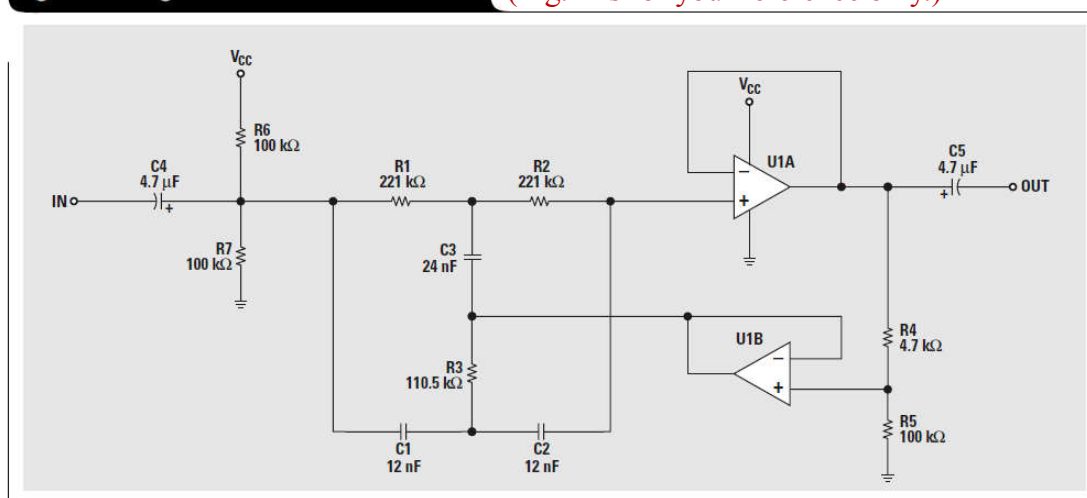 VCC
VCC
R6
100 kΩ
U1A
C5
4.7 μF
C4
4.7 μF
R1
221 kΩ
R2
221 kΩ
IN
OUT
+
−
+
+
R7
100 kΩ
C3
24 nF
U1B
R4
4.7 kΩ
−
+
R3
110.5 kΩ
R5
100 kΩ
C1
12 nF
C2
12 nF